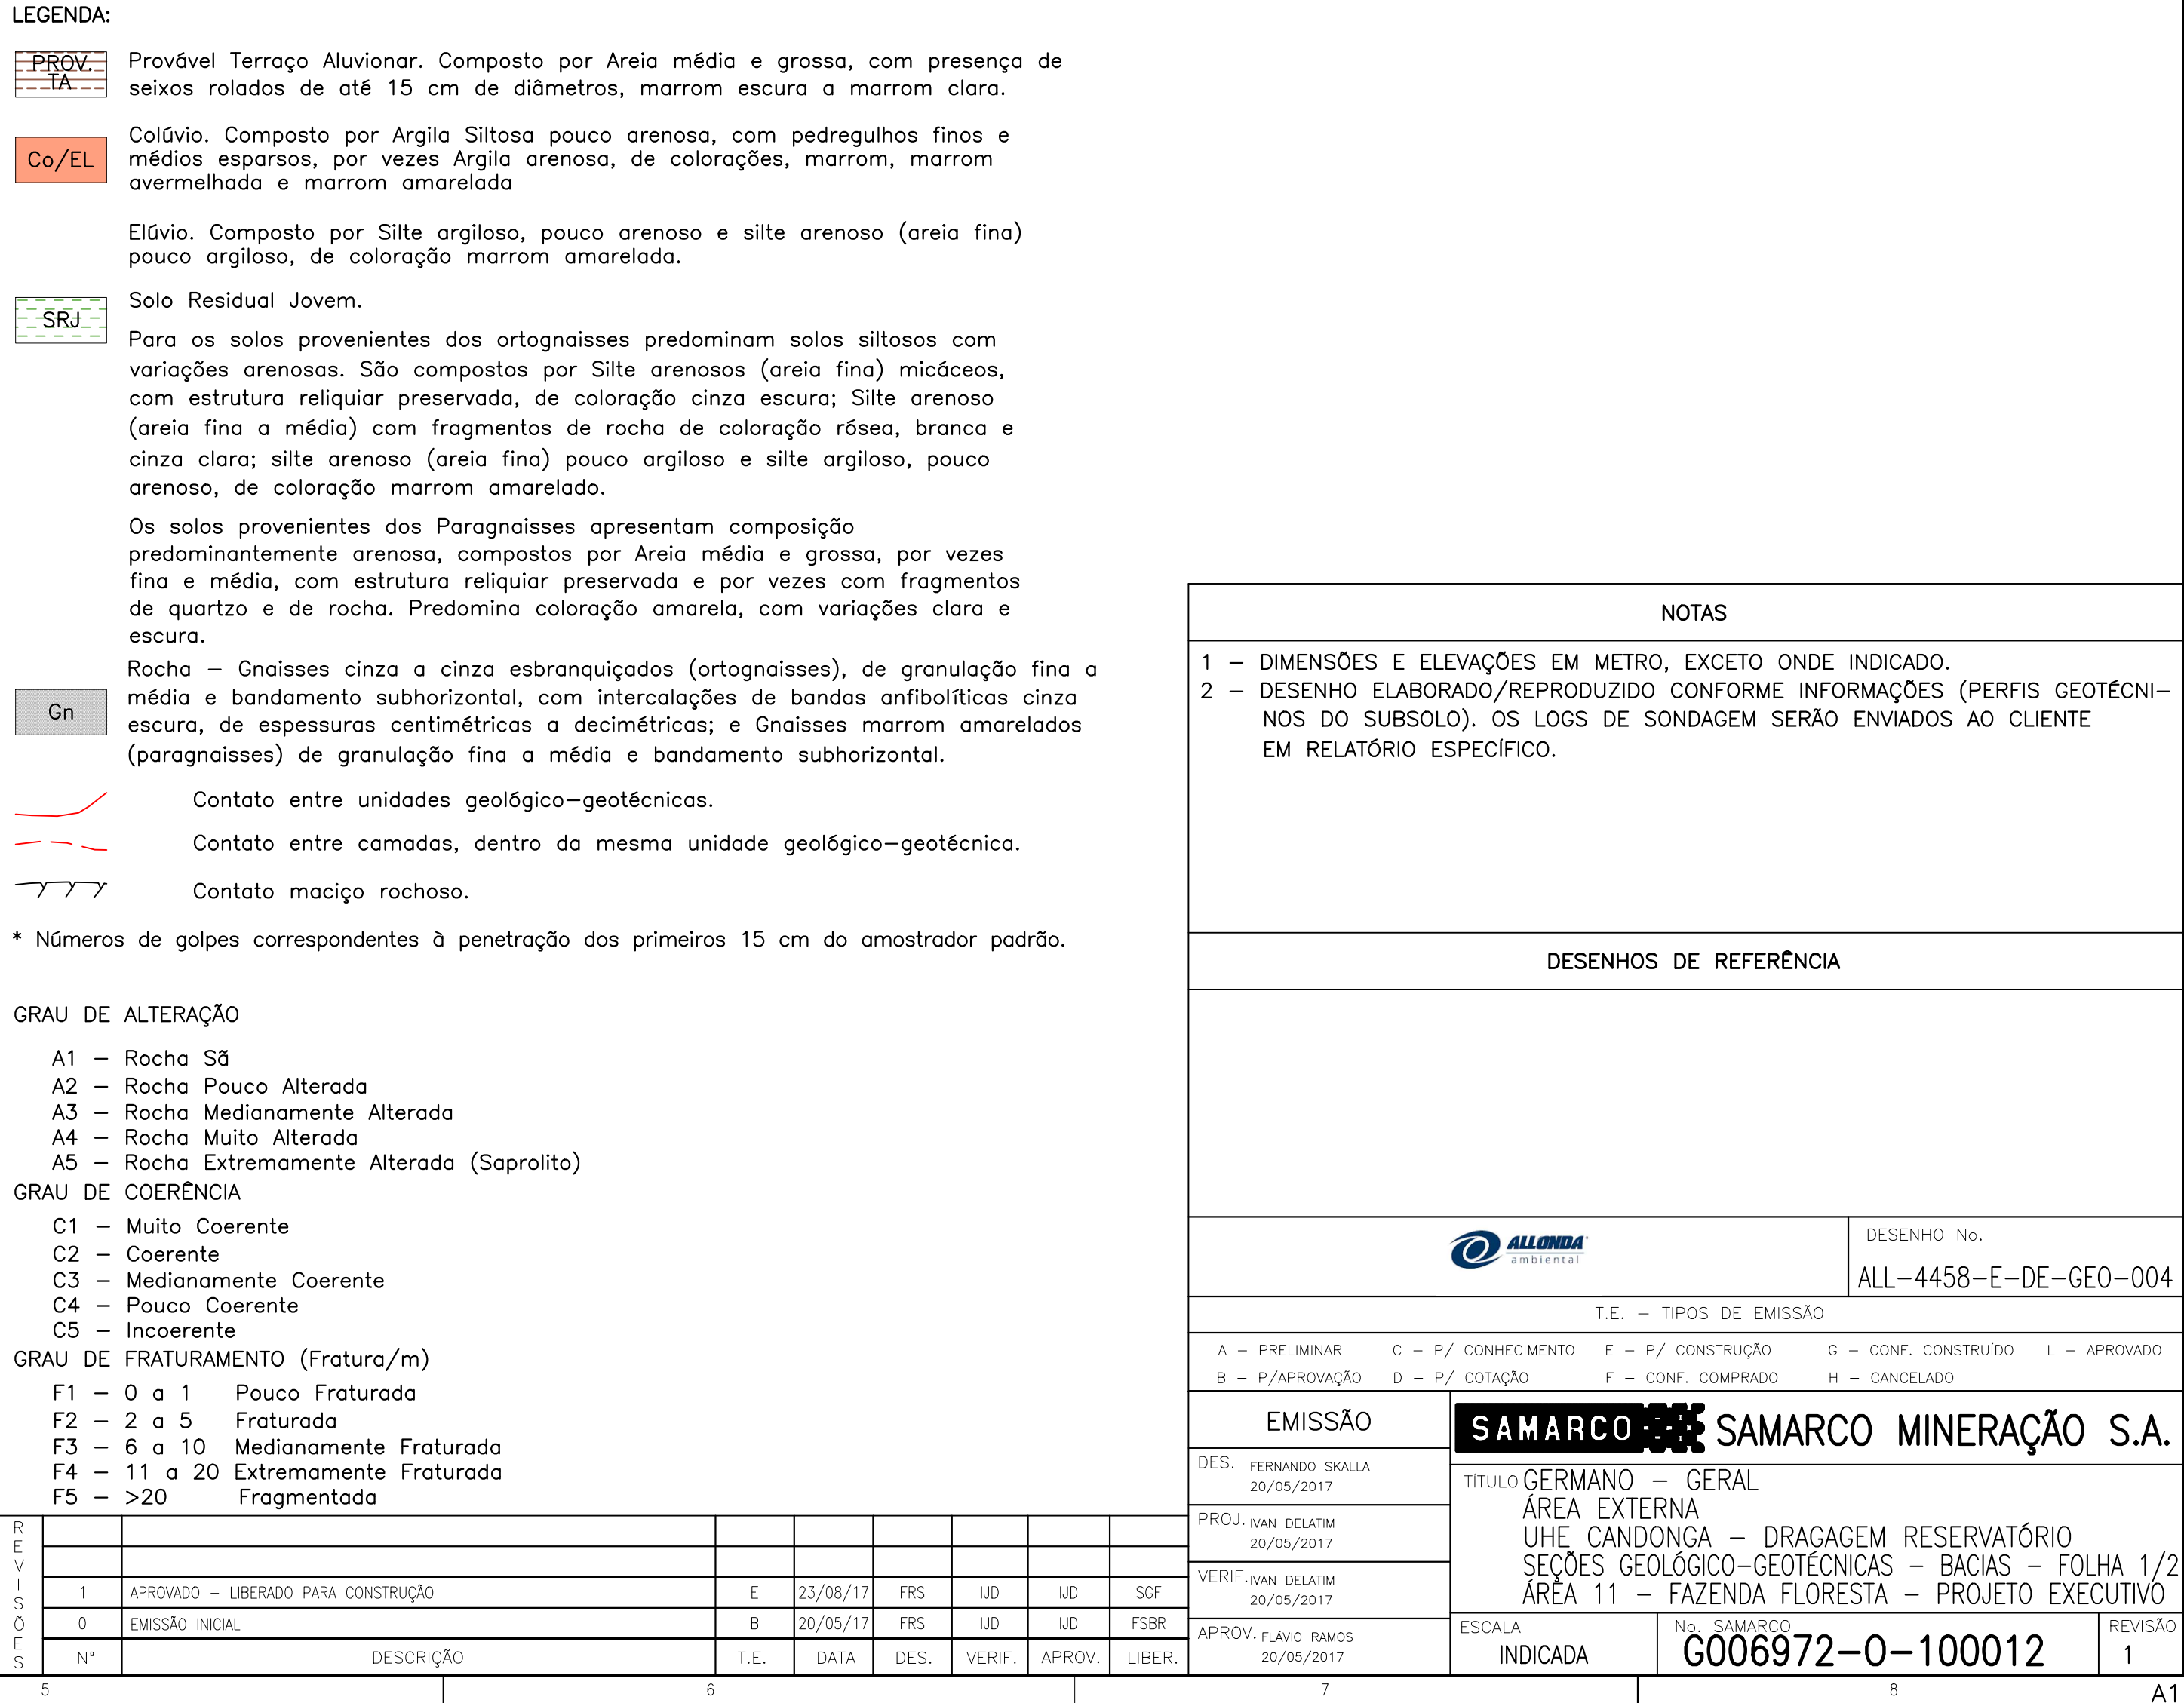 LEGENDA:
PROV.
TA
Provável Terraço Aluvionar. Composto por Areia média e grossa, com presença de
seixos rolados de até 15 cm de diâmetros, marrom escura a marrom clara.
Co/EL
Colúvio. Composto por Argila Siltosa pouco arenosa, com pedregulhos finos e
médios esparsos, por vezes Argila arenosa, de colorações, marrom, marrom
avermelhada e marrom amarelada
Elúvio. Composto por Silte argiloso, pouco arenoso e silte arenoso (areia fina)
pouco argiloso, de coloração marrom amarelada.
SRJ
Solo Residual Jovem.
Para os solos provenientes dos ortognaisses predominam solos siltosos com
variações arenosas. São compostos por Silte arenosos (areia fina) micáceos,
com estrutura reliquiar preservada, de coloração cinza escura; Silte arenoso
(areia fina a média) com fragmentos de rocha de coloração rósea, branca e
cinza clara; silte arenoso (areia fina) pouco argiloso e silte argiloso, pouco
arenoso, de coloração marrom amarelado.
Os solos provenientes dos Paragnaisses apresentam composição
predominantemente arenosa, compostos por Areia média e grossa, por vezes
fina e média, com estrutura reliquiar preservada e por vezes com fragmentos
de quartzo e de rocha. Predomina coloração amarela, com variações clara e
escura.
Gn
Rocha – Gnaisses cinza a cinza esbranquiçados (ortognaisses), de granulação fina a
média e bandamento subhorizontal, com intercalações de bandas anfibolíticas cinza
escura, de espessuras centimétricas a decimétricas; e Gnaisses marrom amarelados
(paragnaisses) de granulação fina a média e bandamento subhorizontal.
Contato entre unidades geológico–geotécnicas.
Contato entre camadas, dentro da mesma unidade geológico–geotécnica.
Contato maciço rochoso.
* Números de golpes correspondentes à penetração dos primeiros 15 cm do amostrador padrão.
GRAU DE ALTERAÇÃO
A1 – Rocha Sã
A2 – Rocha Pouco Alterada
A3 – Rocha Medianamente Alterada
A4 – Rocha Muito Alterada
A5 – Rocha Extremamente Alterada (Saprolito)
GRAU DE COERÊNCIA
C1 – Muito Coerente
C2 – Coerente
C3 – Medianamente Coerente
C4 – Pouco Coerente
C5 – Incoerente
GRAU DE FRATURAMENTO (Fratura/m)
F1 – 0 a 1 Pouco Fraturada
F2 – 2 a 5 Fraturada
F3 – 6 a 10 Medianamente Fraturada
F4 – 11 a 20 Extremamente Fraturada
F5 – >20 Fragmentada
REVISÕES
1 APROVADO – LIBERADO PARA CONSTRUÇÃO E 23/08/17 FRS IJD IJD SGF
0 EMISSÃO INICIAL B 20/05/17 FRS IJD IJD FSBR
N° DESCRIÇÃO T.E. DATA DES. VERIF. APROV. LIBER.
NOTAS
1 – DIMENSÕES E ELEVAÇÕES EM METRO, EXCETO ONDE INDICADO.
2 – DESENHO ELABORADO/REPRODUZIDO CONFORME INFORMAÇÕES (PERFIS GEOTÉCNI–
NOS DO SUBSOLO). OS LOGS DE SONDAGEM SERÃO ENVIADOS AO CLIENTE
EM RELATÓRIO ESPECÍFICO.
DESENHOS DE REFERÊNCIA
ALLONDA
ambiental
DESENHO No.
ALL–4458–E–DE–GEO–004
T.E. – TIPOS DE EMISSÃO
A – PRELIMINAR C – P/ CONHECIMENTO E – P/ CONSTRUÇÃO G – CONF. CONSTRUÍDO L – APROVADO
B – P/APROVAÇÃO D – P/ COTAÇÃO F – CONF. COMPRADO H – CANCELADO
EMISSÃO
DES. FERNANDO SKALLA
20/05/2017
PROJ. IVAN DELATIM
20/05/2017
VERIF. IVAN DELATIM
20/05/2017
APROV. FLÁVIO RAMOS
20/05/2017
SAMARCO SAMARCO MINERAÇÃO S.A.
TÍTULO GERMANO – GERAL
ÁREA EXTERNA
UHE CANDONGA – DRAGAGEM RESERVATÓRIO
SEÇÕES GEOLÓGICO–GEOTÉCNICAS – BACIAS – FOLHA 1/2
ÁREA 11 – FAZENDA FLORESTA – PROJETO EXECUTIVO
ESCALA
INDICADA
No. SAMARCO
G006972–O–100012
REVISÃO
1
5 6 7 8 A1